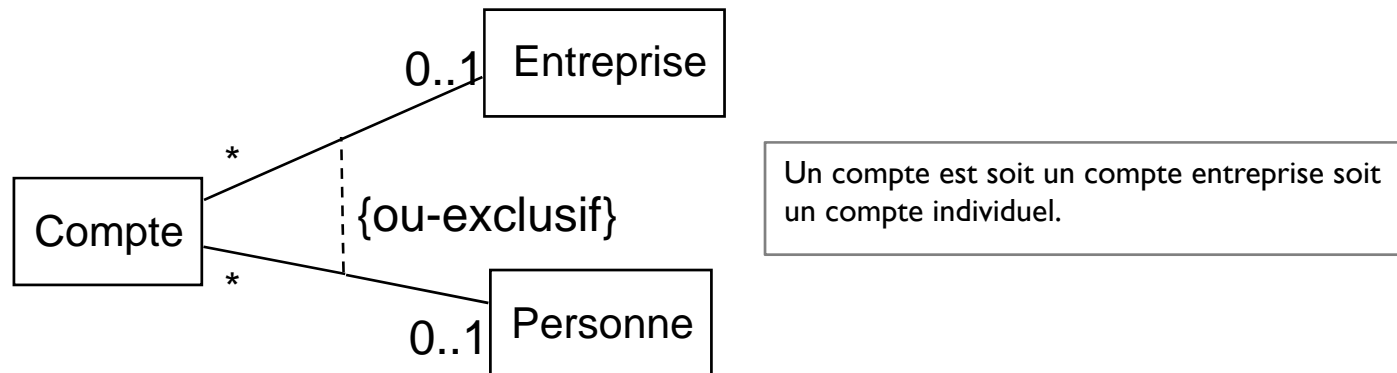 0..1
Entreprise
*
Compte
{ou-exclusif}
*
0..1
Personne
Un compte est soit un compte entreprise soit
un compte individuel.